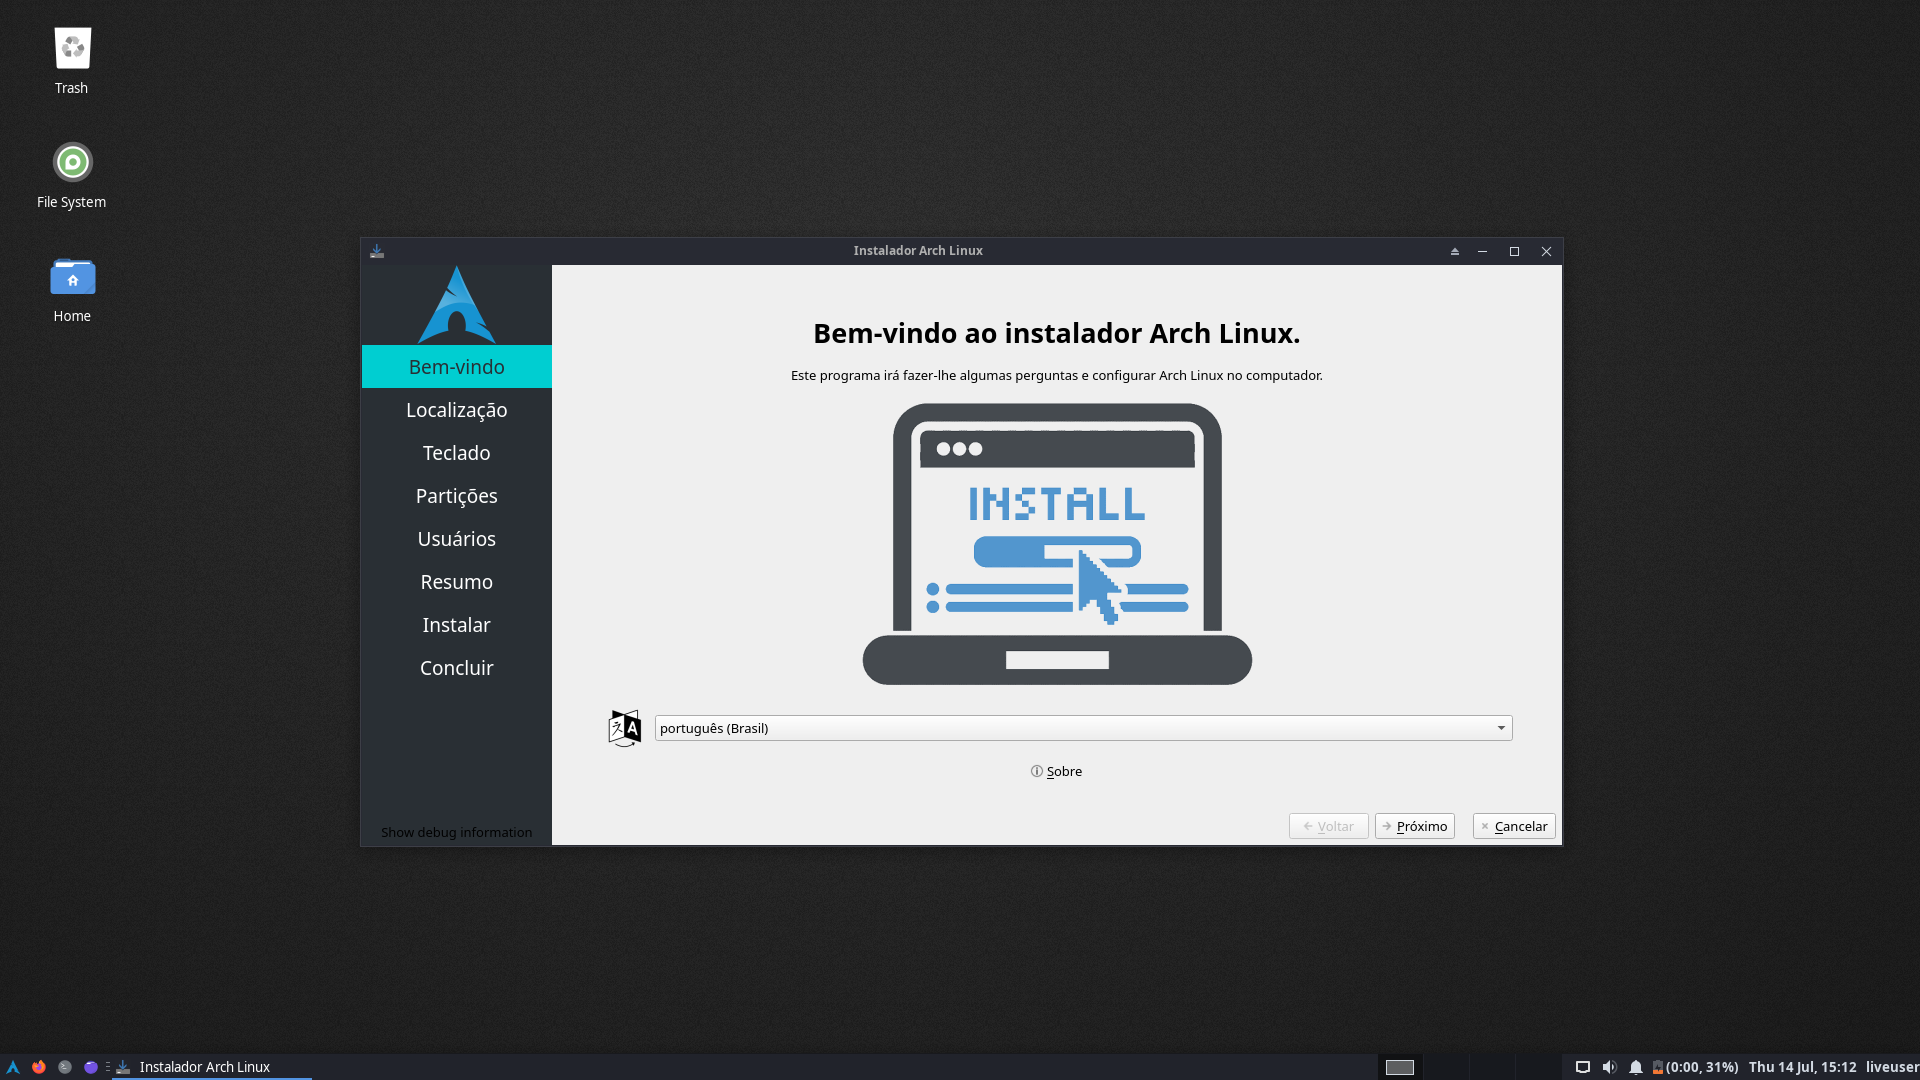 Trash
File System
Home
Instalador Arch Linux
Bem-vindo
Localização
Teclado
Partições
Usuários
Resumo
Instalar
Concluir
Show debug information
Bem-vindo ao instalador Arch Linux.
Este programa irá fazer-lhe algumas perguntas e configurar Arch Linux no computador.
INSTALL
português (Brasil)
Sobre
Voltar
Próximo
Cancelar
Instalador Arch Linux
(0:00, 31%) Thu 14 Jul, 15:12 liveuser